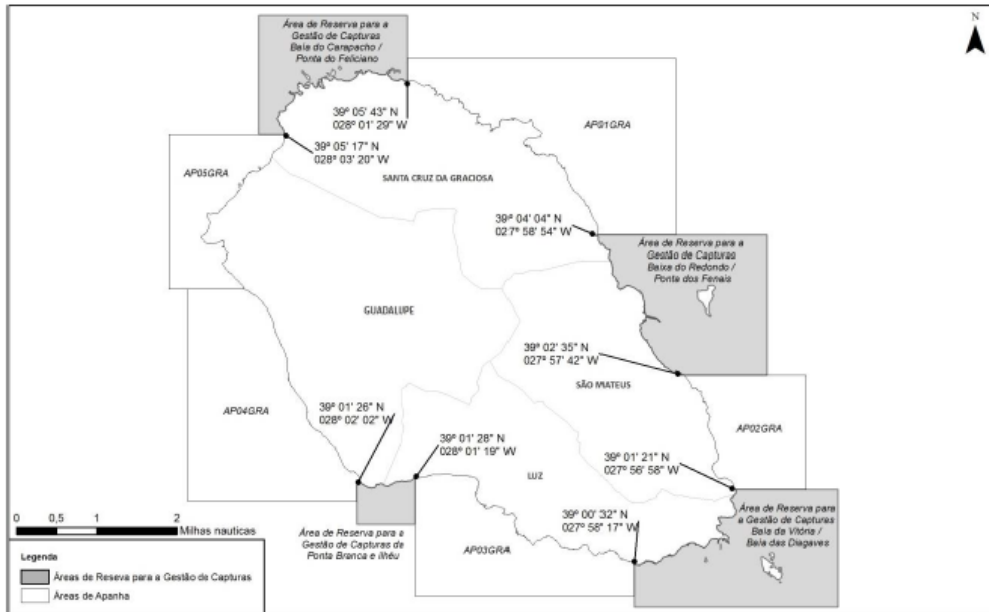 N
Área de Reserva para a
Gestão de Capturas
Baía do Carapacho /
Ponta do Feliciano
39º 05' 43" N
028º 01' 29" W
AP01GRA
39º 05' 17" N
028º 03' 20" W
AP05GRA
SANTA CRUZ DA GRACIOSA
39º 04' 04" N
027º 58' 54" W
Área de Reserva para a
Gestão de Capturas
Baixa do Redondo /
Ponta dos Fenais
GUADALUPE
39º 02' 35" N
027º 57' 42" W
SÃO MATEUS
39º 01' 26" N
028º 02' 02" W
AP04GRA
AP02GRA
39º 01' 28" N
028º 01' 19" W
39º 01' 21" N
027º 56' 58" W
LUZ
39º 00' 32" N
027º 58' 17" W
Área de Reserva para
a Gestão de Capturas
Baía da Vitória /
Baía das Diagaves
0 0,5 1 2
Milhas nauticas
Área de Reserva para a
Gestão de Capturas de
Ponta Branca e ilhéu
AP03GRA
Legenda
Áreas de Reseva para a Gestão de Capturas
Áreas de Apanha